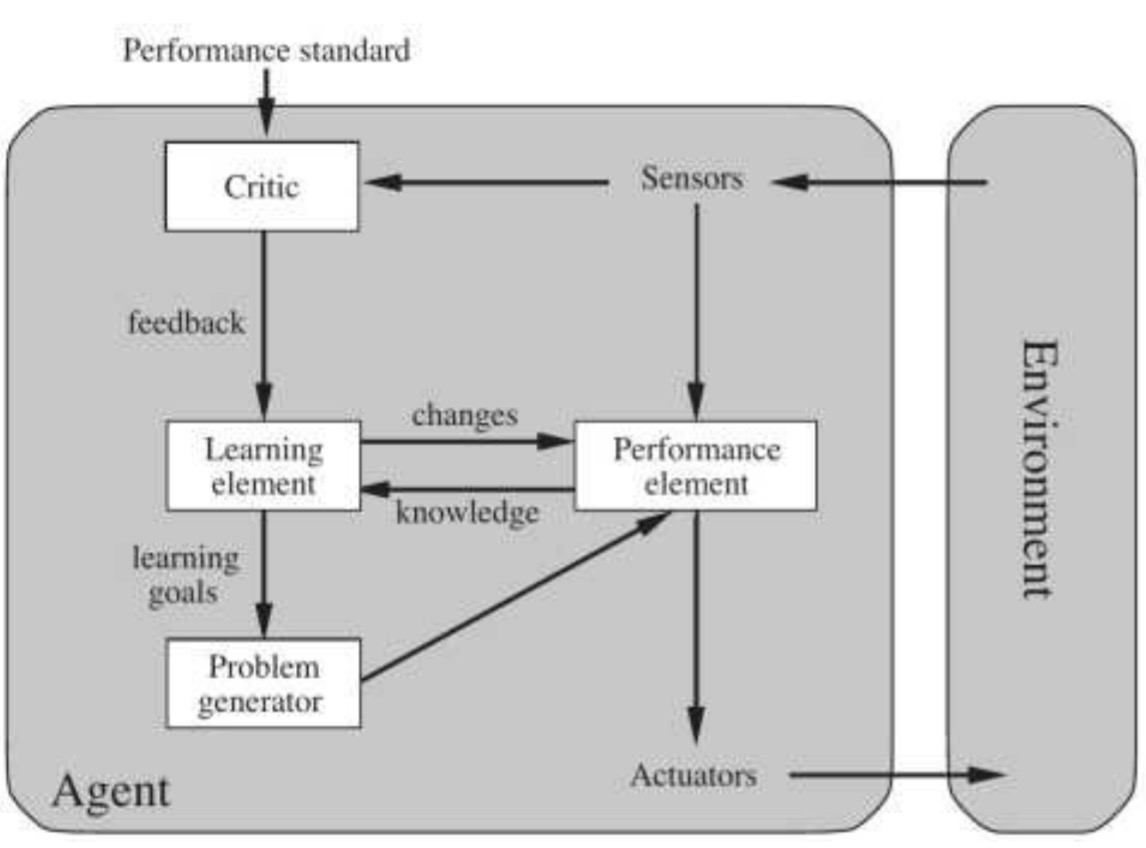 Performance standard
Critic
Sensors
feedback
changes
Learning
element
Performance
element
knowledge
learning
goals
Problem
generator
Actuators
Agent
Environment